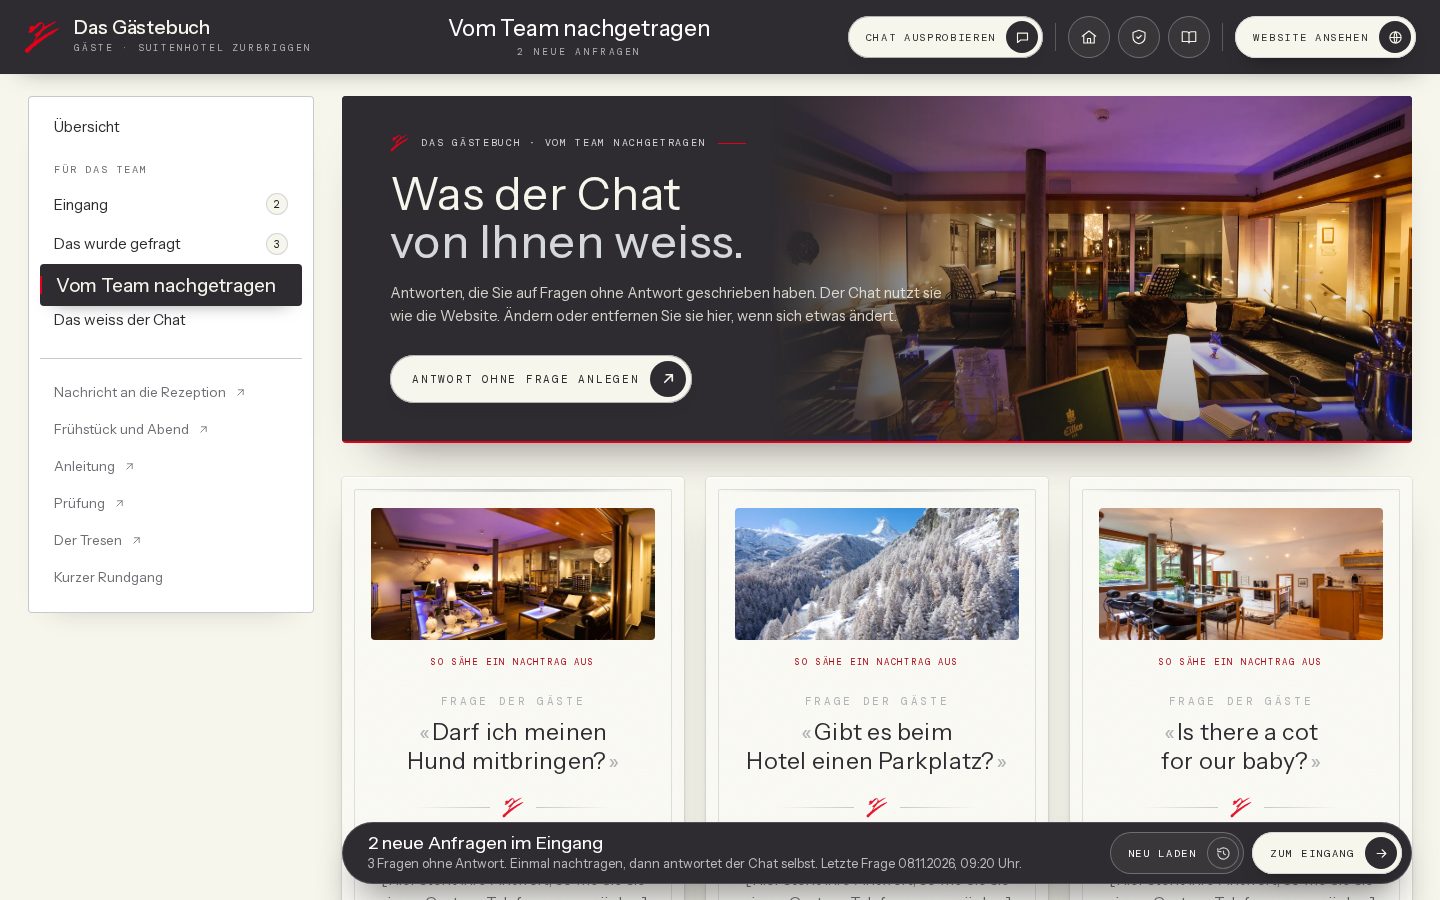 Das Gästebuch
GÄSTE · SUITENHOTEL ZURBRIGGEN
Vom Team nachgetragen
2 NEUE ANFRAGEN
CHAT AUSPROBIEREN
WEBSITE ANSEHEN
Übersicht
FÜR DAS TEAM
Eingang 2
Das wurde gefragt 3
Vom Team nachgetragen
Das weiss der Chat
Nachricht an die Rezeption
Frühstück und Abend
Anleitung
Prüfung
Der Tresen
Kurzer Rundgang
DAS GÄSTEBUCH · VOM TEAM NACHGETRAGEN
Was der Chat
von Ihnen weiss.
Antworten, die Sie auf Fragen ohne Antwort geschrieben haben. Der Chat nutzt sie
wie die Website. Ändern oder entfernen Sie sie hier, wenn sich etwas ändert.
ANTWORT OHNE FRAGE ANLEGEN
SO SÄHE EIN NACHTRAG AUS
FRAGE DER GÄSTE
«Darf ich meinen
Hund mitbringen?»
SO SÄHE EIN NACHTRAG AUS
FRAGE DER GÄSTE
«Gibt es beim
Hotel einen Parkplatz?»
SO SÄHE EIN NACHTRAG AUS
FRAGE DER GÄSTE
«Is there a cot
for our baby?»
2 neue Anfragen im Eingang
3 Fragen ohne Antwort. Einmal nachtragen, dann antwortet der Chat selbst. Letzte Frage 08.11.2026, 09:20 Uhr.
NEU LADEN
ZUM EINGANG